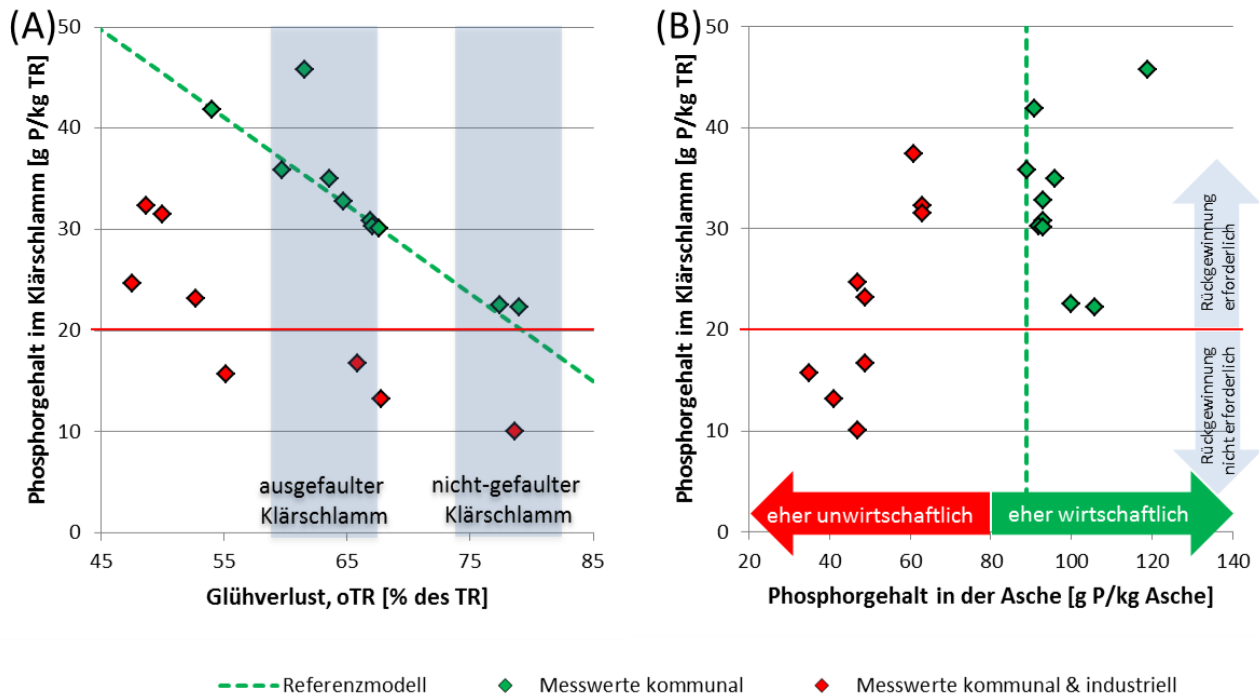 (A)
Phosphorgehalt im Klärschlamm [g P/kg TR]
50
40
30
20
10
0
ausgefaulter
Klärschlamm
nicht-gefaulter
Klärschlamm
45
55
65
75
85
Glühverlust, oTR [% des TR]
(B)
Phosphorgehalt im Klärschlamm [g P/kg TR]
50
40
30
20
10
0
Rückgewinnung
erforderlich
Rückgewinnung
nicht erforderlich
eher unwirtschaftlich
eher wirtschaftlich
20
40
60
80
100
120
140
Phosphorgehalt in der Asche [g P/kg Asche]
Referenzmodell
Messwerte kommunal
Messwerte kommunal & industriell